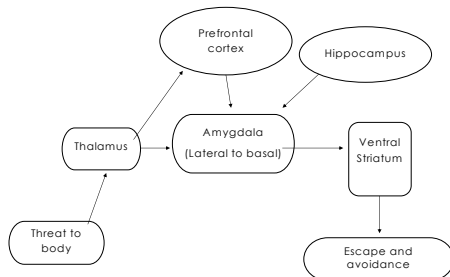 Prefrontal
cortex
Hippocampus
Thalamus
Amygdala
(Lateral to basal)
Ventral
Striatum
Threat to
body
Escape and
avoidance